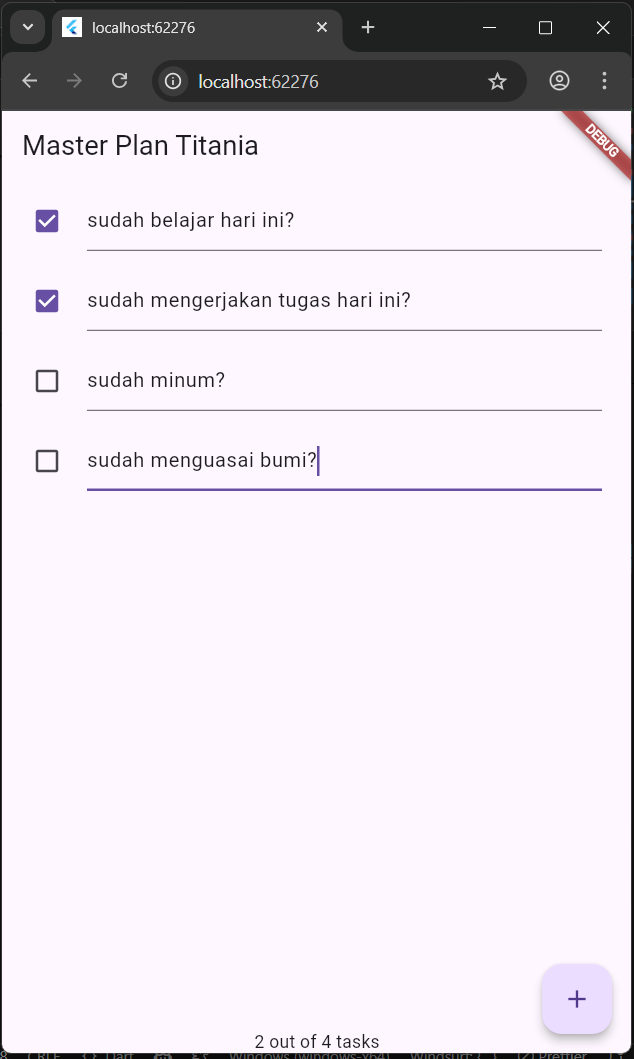 localhost:62276
localhost:62276
DEBUG
Master Plan Titania
sudah belajar hari ini?
sudah mengerjakan tugas hari ini?
sudah minum?
sudah menguasai bumi?
2 out of 4 tasks